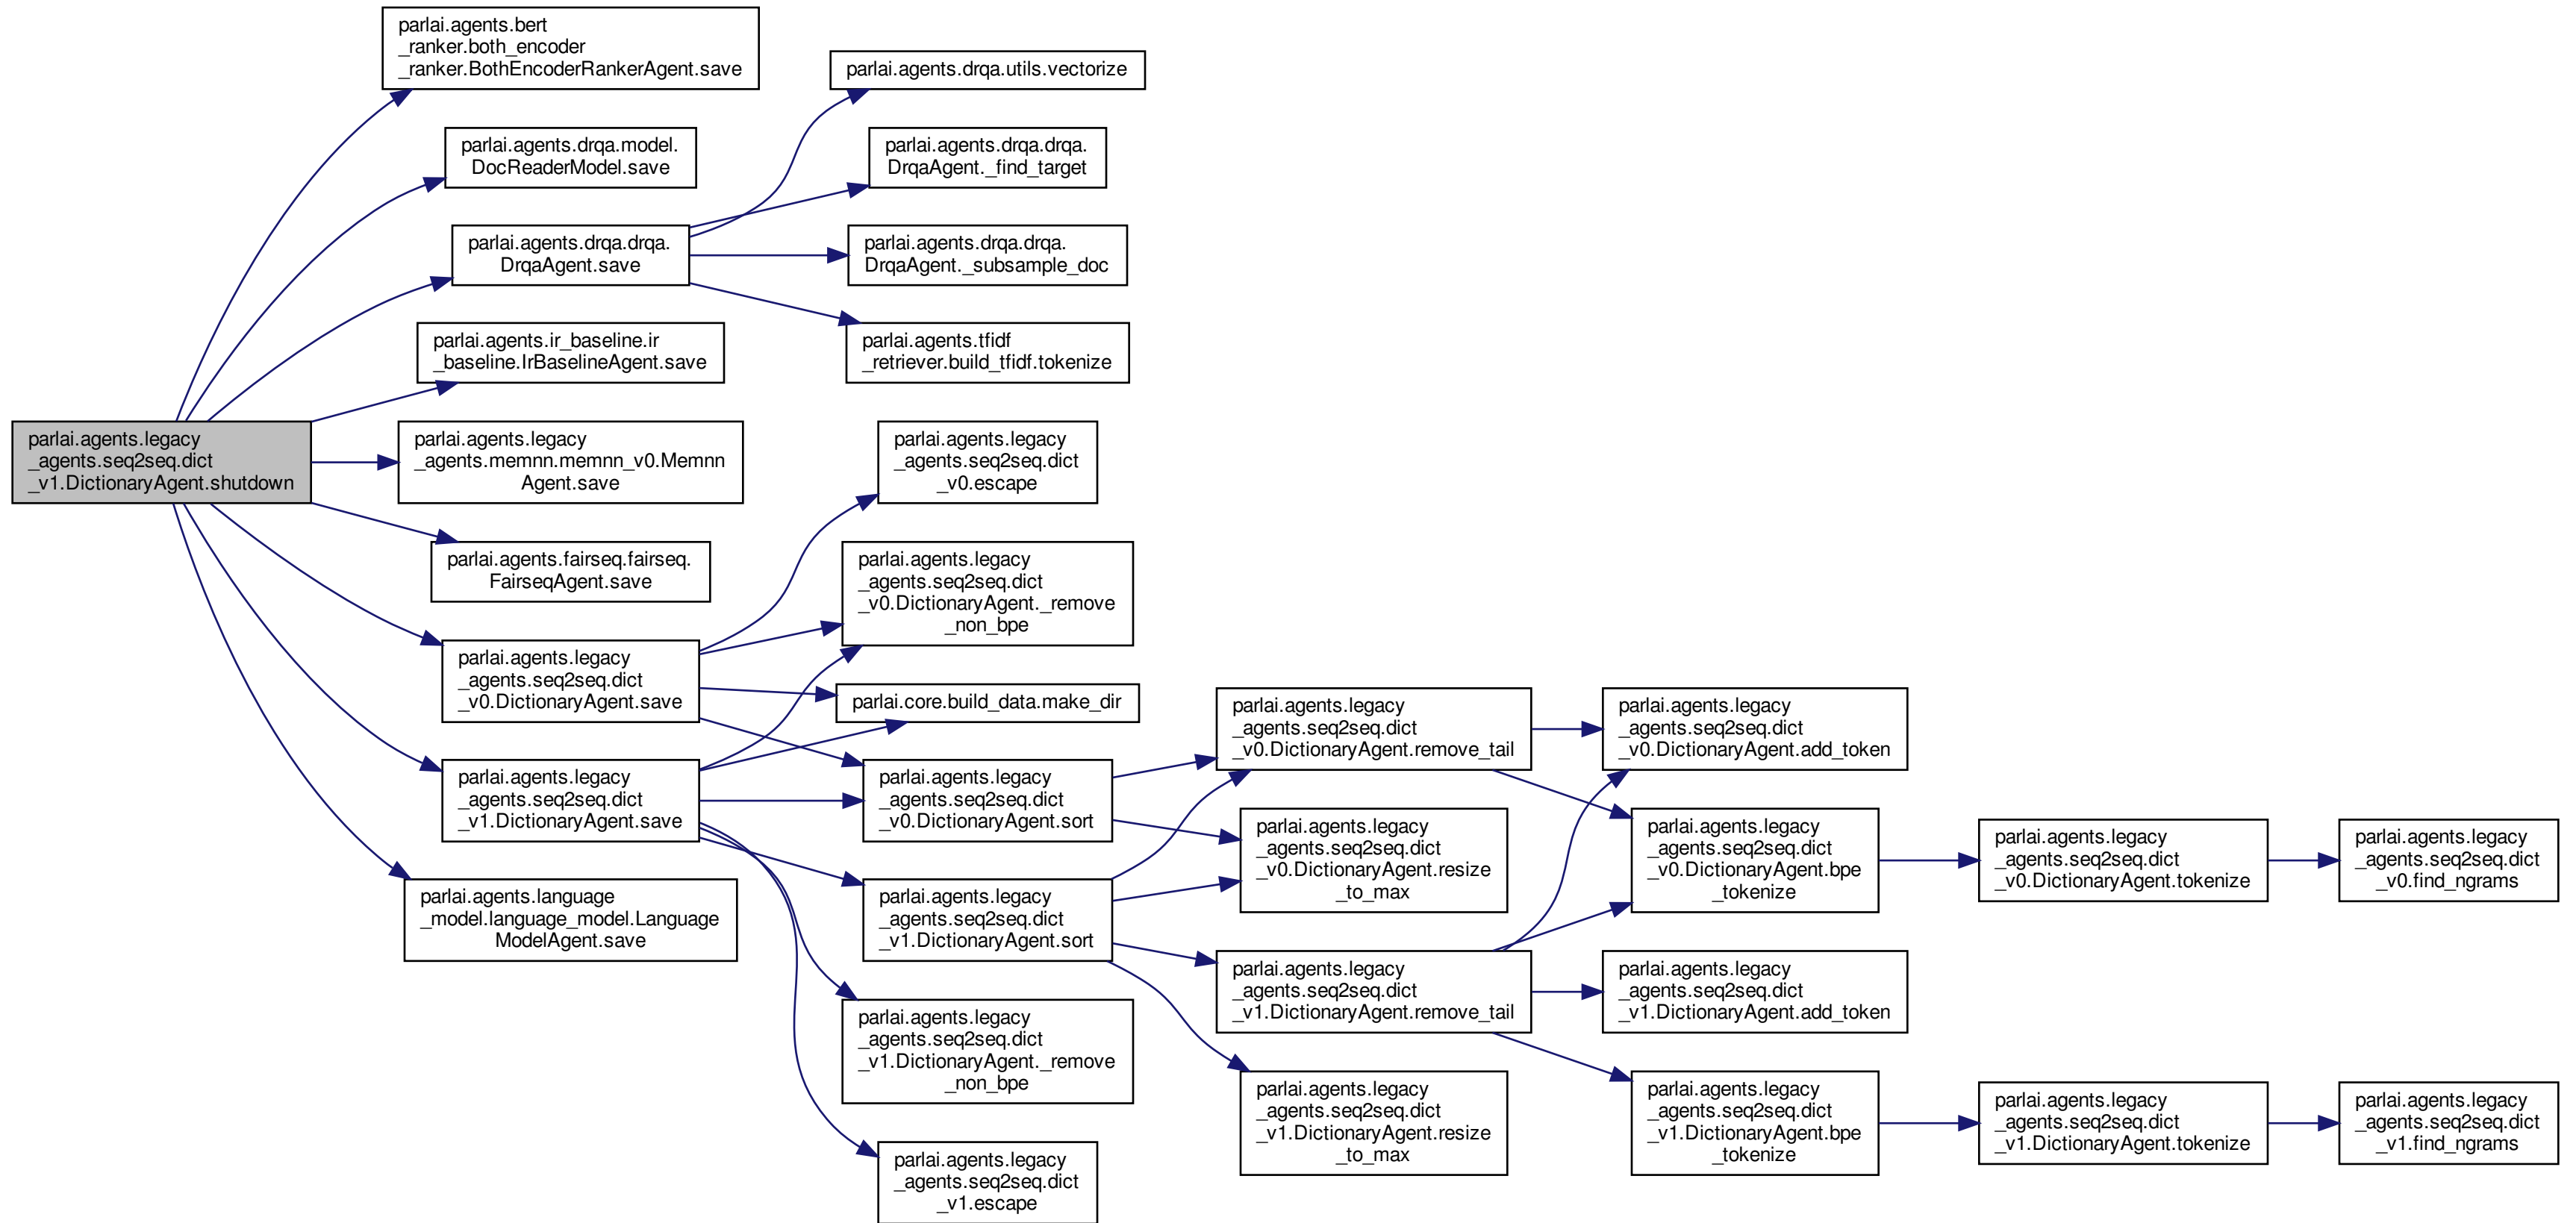 parlai.agents.legacy
_agents.seq2seq.dict
_v1.DictionaryAgent.shutdown
parlai.agents.bert
_ranker.both_encoder
_ranker.BothEncoderRankerAgent.save
parlai.agents.drqa.model.
DocReaderModel.save
parlai.agents.drqa.drqa.
DrqaAgent.save
parlai.agents.ir_baseline.ir
_baseline.IrBaselineAgent.save
parlai.agents.legacy
_agents.memnn.memnn_v0.Memnn
Agent.save
parlai.agents.fairseq.fairseq.
FairseqAgent.save
parlai.agents.legacy
_agents.seq2seq.dict
_v0.DictionaryAgent.save
parlai.agents.legacy
_agents.seq2seq.dict
_v1.DictionaryAgent.save
parlai.agents.language
_model.language_model.Language
ModelAgent.save
parlai.agents.drqa.utils.vectorize
parlai.agents.drqa.drqa.
DrqaAgent._find_target
parlai.agents.drqa.drqa.
DrqaAgent._subsample_doc
parlai.agents.tfidf
_retriever.build_tfidf.tokenize
parlai.agents.legacy
_agents.seq2seq.dict
_v0.escape
parlai.agents.legacy
_agents.seq2seq.dict
_v0.DictionaryAgent._remove
_non_bpe
parlai.core.build_data.make_dir
parlai.agents.legacy
_agents.seq2seq.dict
_v0.DictionaryAgent.sort
parlai.agents.legacy
_agents.seq2seq.dict
_v1.DictionaryAgent.sort
parlai.agents.legacy
_agents.seq2seq.dict
_v1.DictionaryAgent._remove
_non_bpe
parlai.agents.legacy
_agents.seq2seq.dict
_v1.escape
parlai.agents.legacy
_agents.seq2seq.dict
_v0.DictionaryAgent.remove_tail
parlai.agents.legacy
_agents.seq2seq.dict
_v0.DictionaryAgent.resize
_to_max
parlai.agents.legacy
_agents.seq2seq.dict
_v1.DictionaryAgent.remove_tail
parlai.agents.legacy
_agents.seq2seq.dict
_v1.DictionaryAgent.resize
_to_max
parlai.agents.legacy
_agents.seq2seq.dict
_v0.DictionaryAgent.add_token
parlai.agents.legacy
_agents.seq2seq.dict
_v0.DictionaryAgent.bpe
_tokenize
parlai.agents.legacy
_agents.seq2seq.dict
_v1.DictionaryAgent.add_token
parlai.agents.legacy
_agents.seq2seq.dict
_v1.DictionaryAgent.bpe
_tokenize
parlai.agents.legacy
_agents.seq2seq.dict
_v0.DictionaryAgent.tokenize
parlai.agents.legacy
_agents.seq2seq.dict
_v1.DictionaryAgent.tokenize
parlai.agents.legacy
_agents.seq2seq.dict
_v0.find_ngrams
parlai.agents.legacy
_agents.seq2seq.dict
_v1.find_ngrams